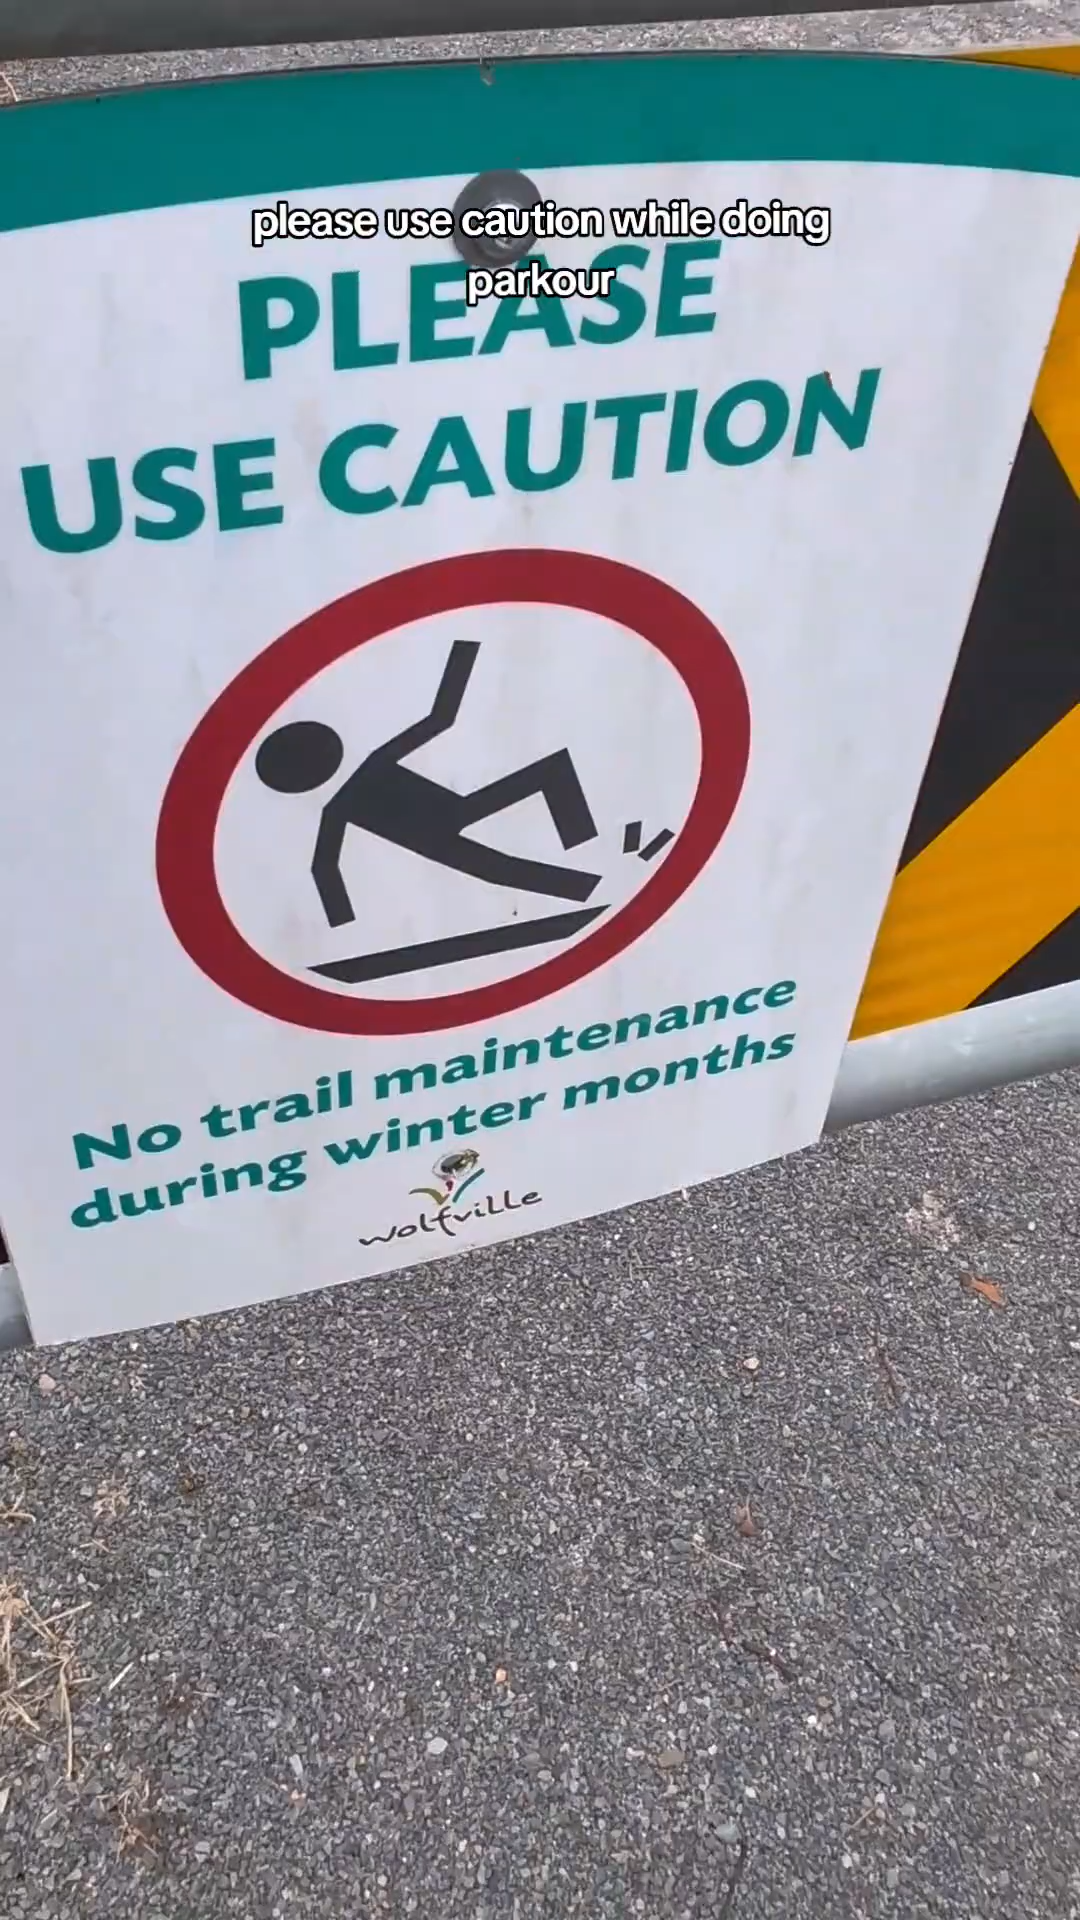 please use caution while doing
parkour
PLEASE
USE CAUTION
No trail maintenance
during winter months
wolfville